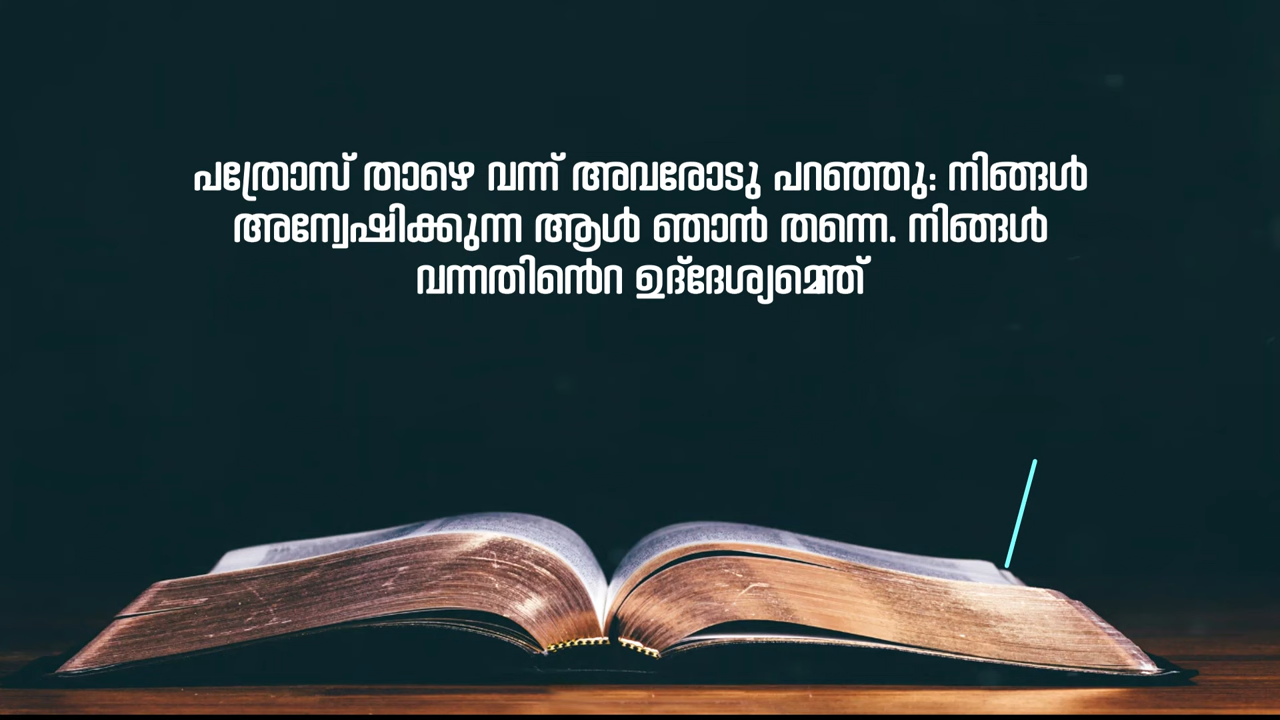 പത്രോസ് താഴെ വന്ന് അവരോടു പറഞ്ഞു: നിങ്ങൾ
അന്വേഷിക്കുന്ന ആൾ ഞാൻ തന്നെ. നിങ്ങൾ
വന്നതിൻെറ ഉദ്ദേശ്യമെന്ത്